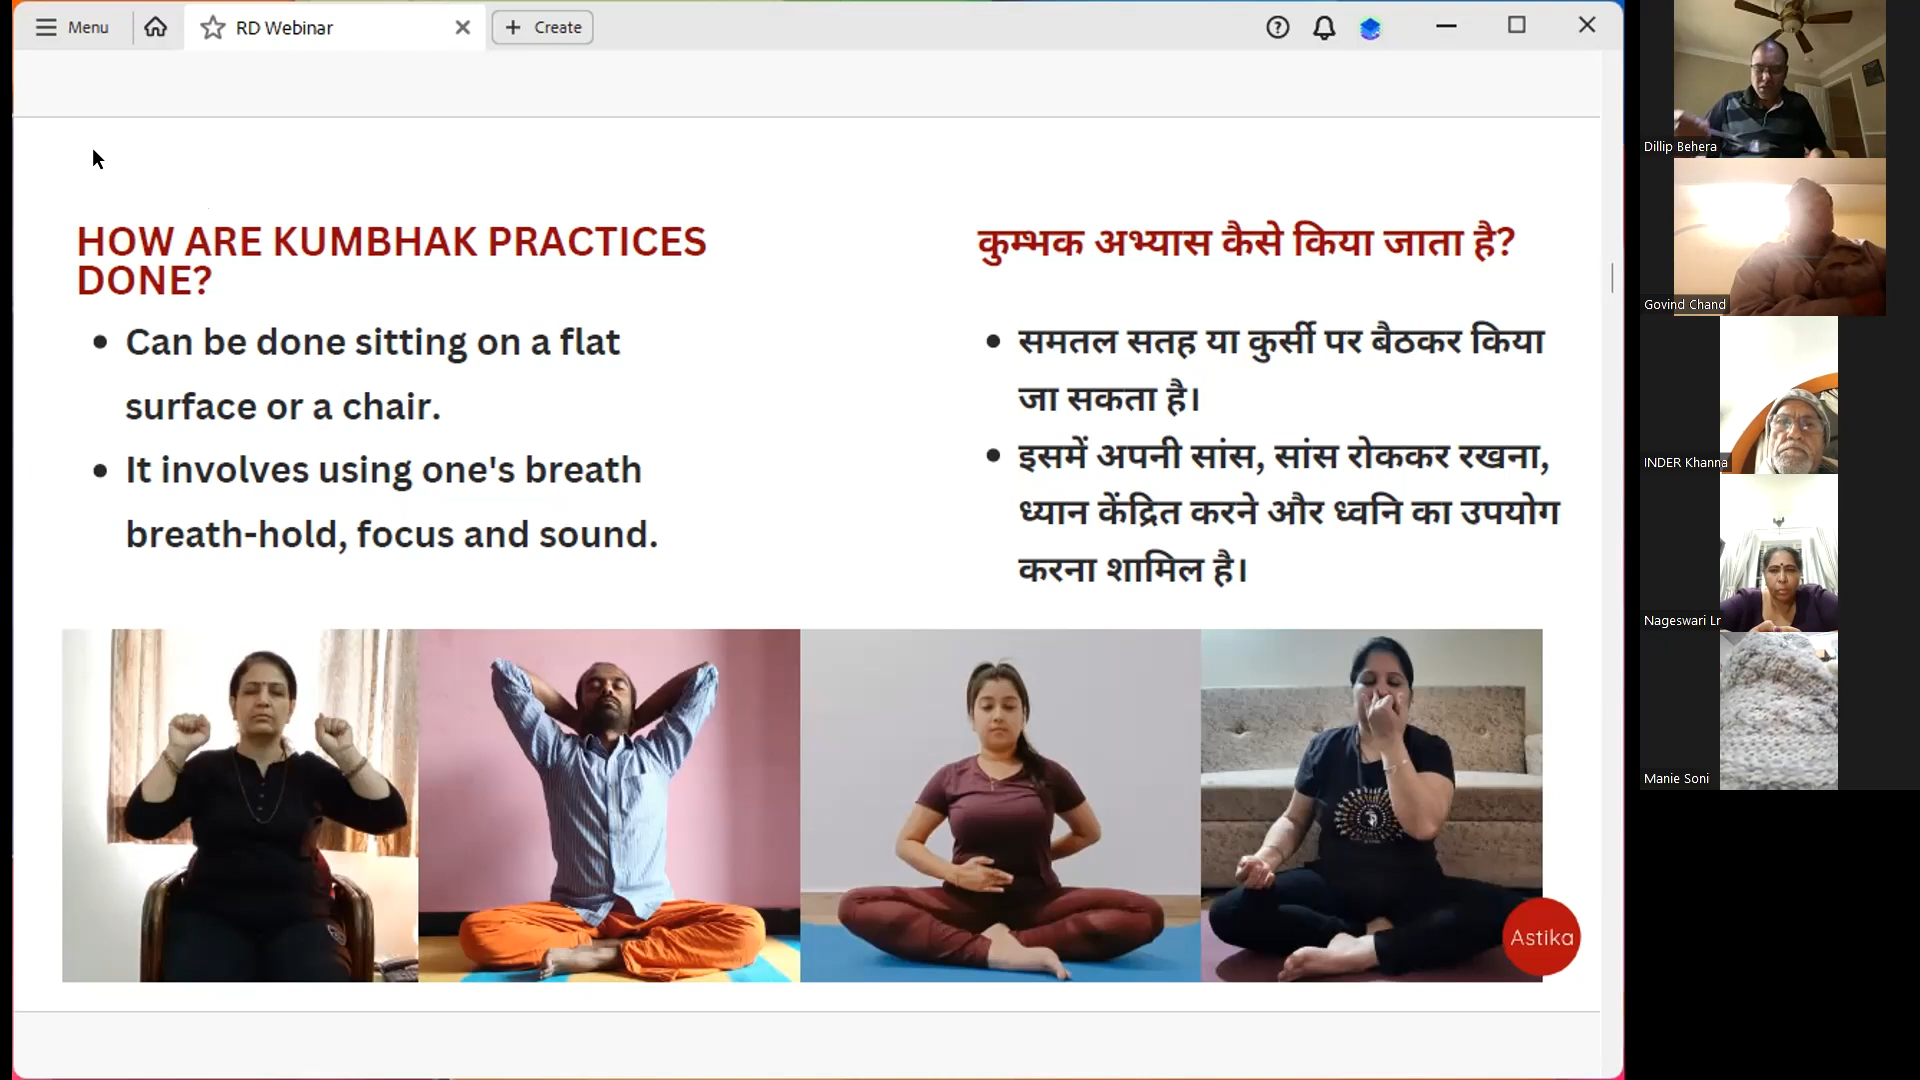 Menu
RD Webinar
Create
HOW ARE KUMBHAK PRACTICES
DONE?
• Can be done sitting on a flat
surface or a chair.
• It involves using one's breath
breath-hold, focus and sound.
कुम्भक अभ्यास कैसे किया जाता है?
• समतल सतह या कुर्सी पर बैठकर किया
जा सकता है।
• इसमें अपनी सांस, सांस रोककर रखना,
ध्यान केंद्रित करने और ध्वनि का उपयोग
करना शामिल है।
Astika
Dillip Behera
Govind Chand
INDER Khanna
Nageswari Lr
Manie Soni